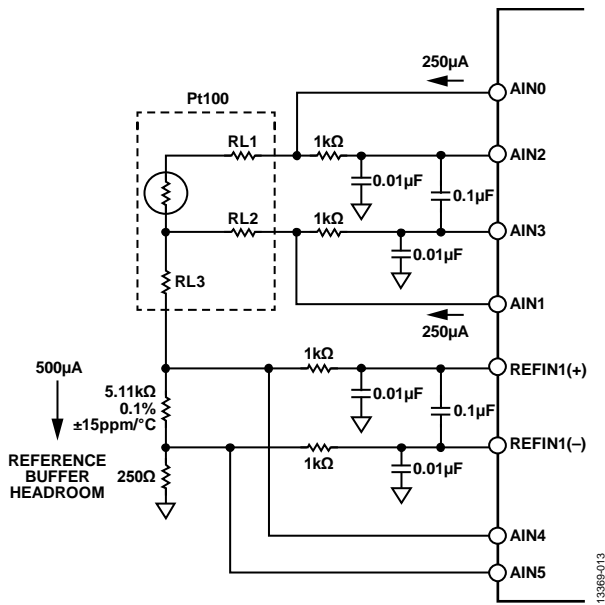 250µA
AIN0
Pt100
RL1
1kΩ
AIN2
0.01µF
0.1µF
RL2
1kΩ
AIN3
0.01µF
RL3
AIN1
250µA
500µA
1kΩ
REFIN1(+)
5.11kΩ
0.1%
±15ppm/°C
0.01µF
0.1µF
REFIN1(–)
REFERENCE
BUFFER
HEADROOM
250Ω
1kΩ
0.01µF
AIN4
AIN5
13369-013